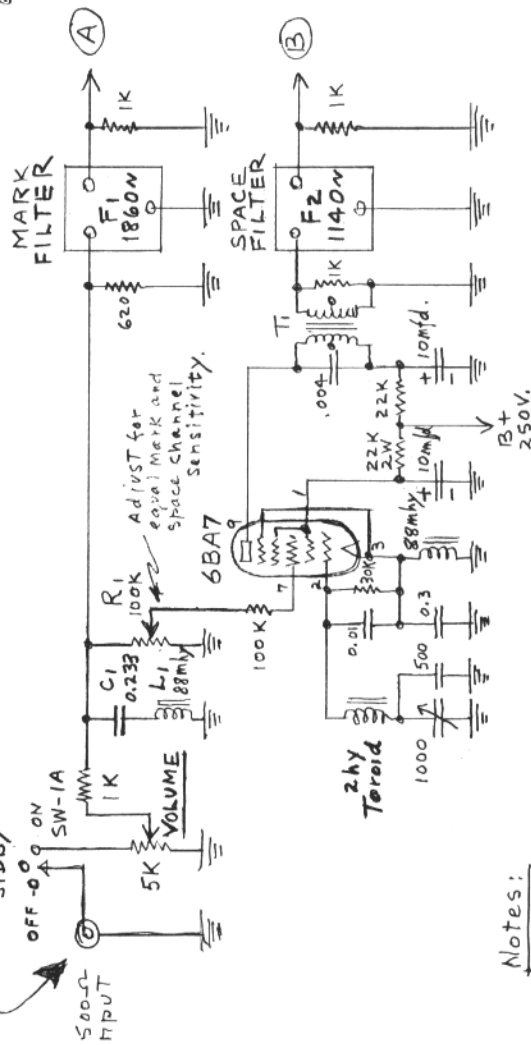 A
B
1K
1K
MARK
FILTER
F1
1860~
SPACE
FILTER
F2
1140~
620
1K
T1
.004
10mfd.
+
-
22K
22K
2W
10mfd
+
-
B+
250V.
Adjust for
equal Mark and
space channel
sensitivity.
R1
100K
6BA7
9
1
7
2
3
30K
88mhy
100K
0.01
0.3
500
1000
2hy
Toroid
C1
0.233
L1
88mhy
1K
SW-1A
ON
STDBY
OFF
VOLUME
5K
500Ω
INPUT
Notes: